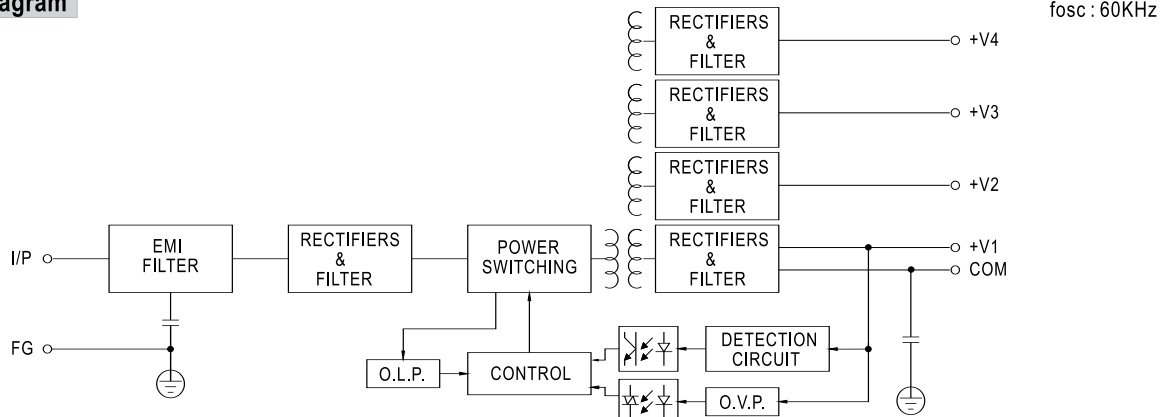 fosc : 60KHz
RECTIFIERS
&
FILTER
+V4
RECTIFIERS
&
FILTER
+V3
RECTIFIERS
&
FILTER
+V2
I/P
EMI
FILTER
RECTIFIERS
&
FILTER
POWER
SWITCHING
RECTIFIERS
&
FILTER
+V1
COM
FG
O.L.P.
CONTROL
DETECTION
CIRCUIT
O.V.P.